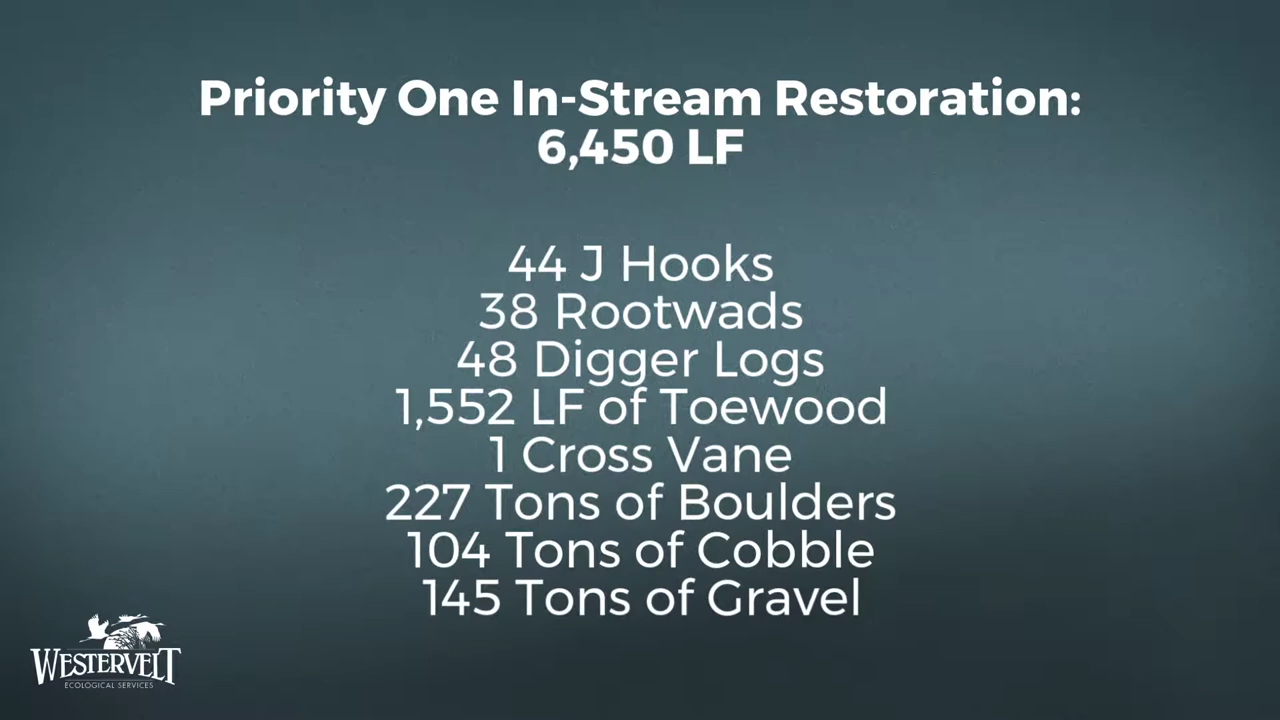 Priority One In-Stream Restoration:
6,450 LF
44 J Hooks
38 Rootwads
48 Digger Logs
1,552 LF of Toewood
1 Cross Vane
227 Tons of Boulders
104 Tons of Cobble
145 Tons of Gravel
WESTERVELT
ECOLOGICAL SERVICES